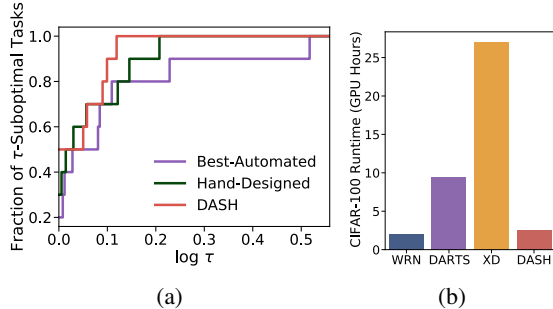 Fraction of τ-Suboptimal Tasks
1.0
0.8
0.6
0.4
0.2
0.0 0.1 0.2 0.3 0.4 0.5
log τ
Best-Automated
Hand-Designed
DASH
(a)
CIFAR-100 Runtime (GPU Hours)
25
20
15
10
5
0
WRN DARTS XD DASH
(b)